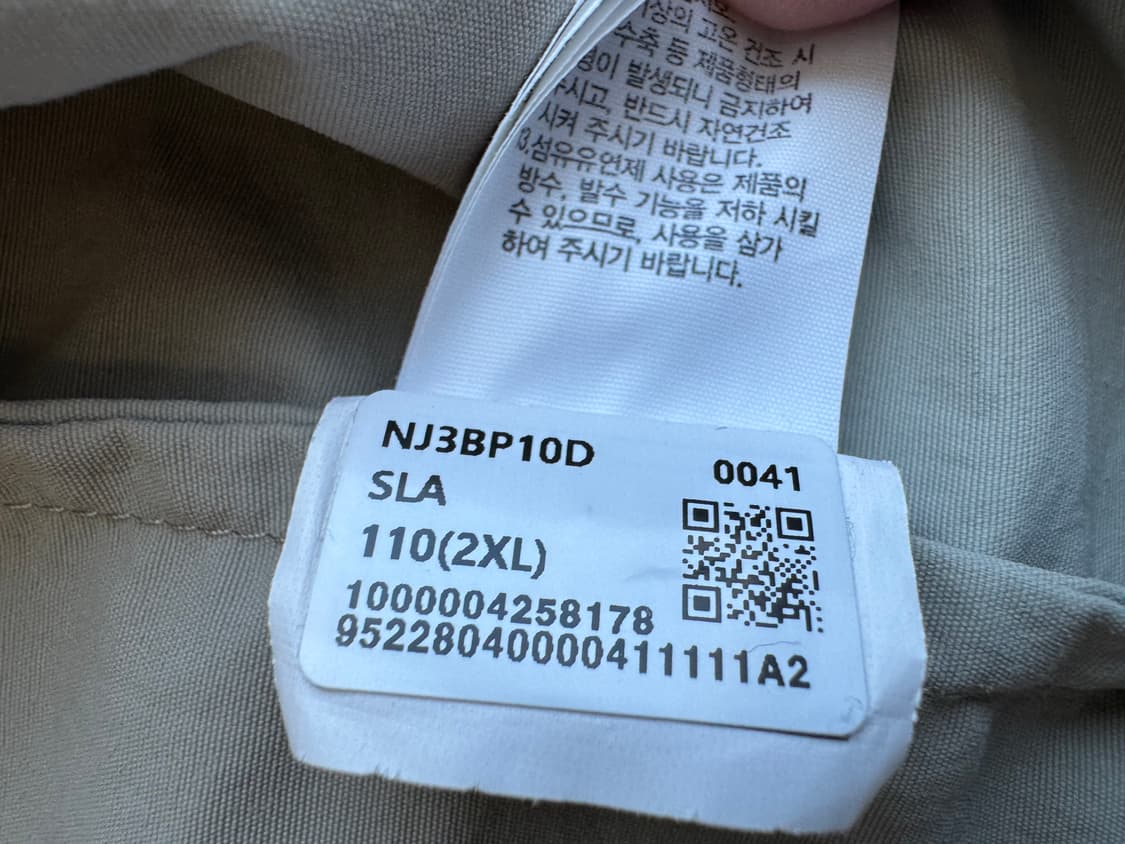 이상의 고온 건조 시
수축 등 제품형태의
이 발생되니 금지하여
주시고, 반드시 자연건조
시켜 주시기 바랍니다.
3.섬유유연제 사용은 제품의
방수, 발수 기능을 저하 시킬
수 있으므로, 사용을 삼가
하여 주시기 바랍니다.
NJ3BP10D
0041
SLA
110(2XL)
1000004258178
95228040000411111A2